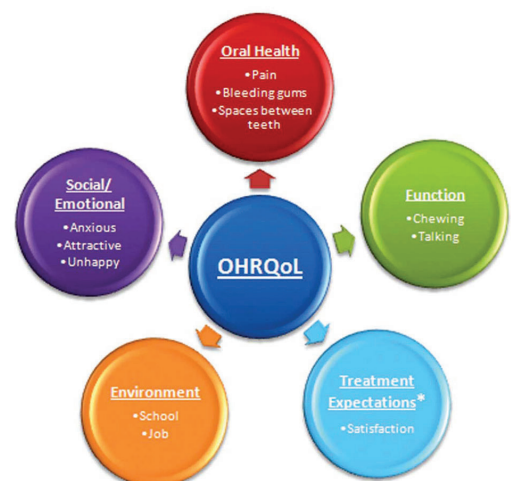 Oral Health
•Pain
•Bleeding gums
•Spaces between
teeth
Social/
Emotional
•Anxious
•Attractive
•Unhappy
Function
•Chewing
•Talking
OHRQoL
Environment
•School
•Job
Treatment
Expectations*
•Satisfaction